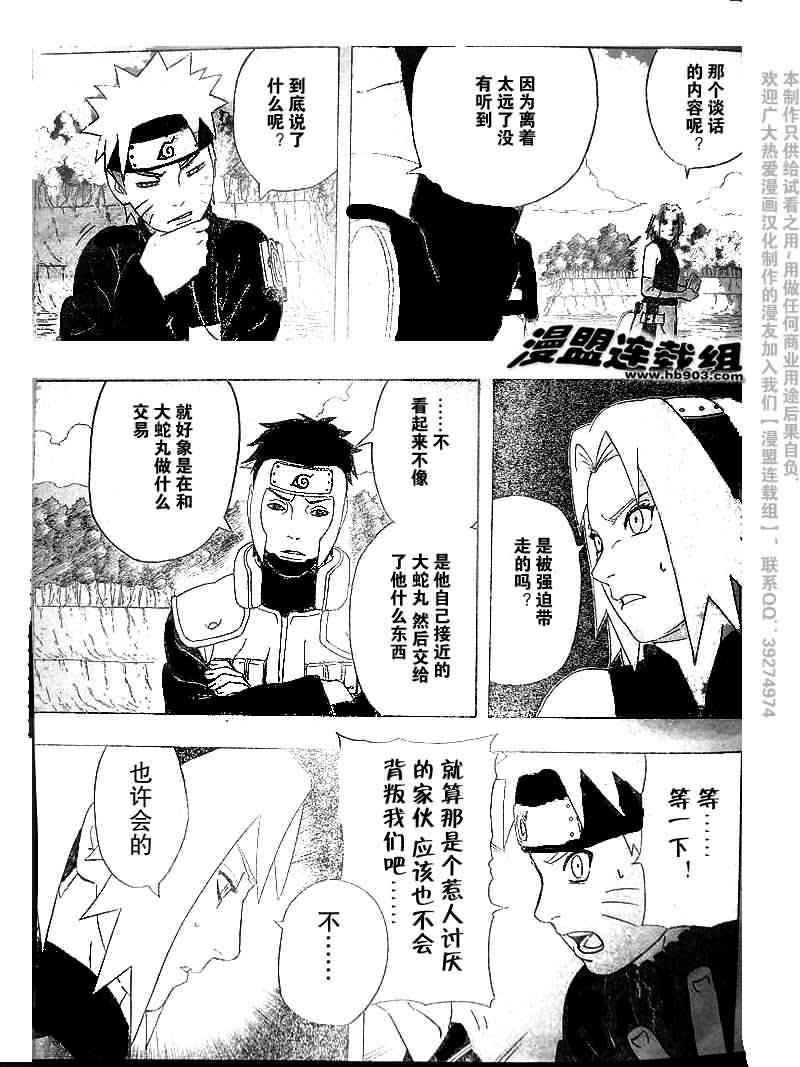 那个谈话
的内容呢?
因为离着
太远了没
有听到
到底说了
什么呢?
漫盟连载组
www.hb903.com
是被强迫带
走的吗?
……不
看起来不像
是他自己接近的
大蛇丸 然后交给
了他什么东西
就好象是在和
大蛇丸做什么
交易
等……
等一下!
就算那是个惹人讨厌
的家伙 应该也不会
背叛我们吧……
不……
也许会的
本制作只供给试看之用-用做任何商业用途后果自负.
欢迎广大热爱漫画汉化制作的漫友加入我们【漫盟连载组】, 联系QQ¨39274974